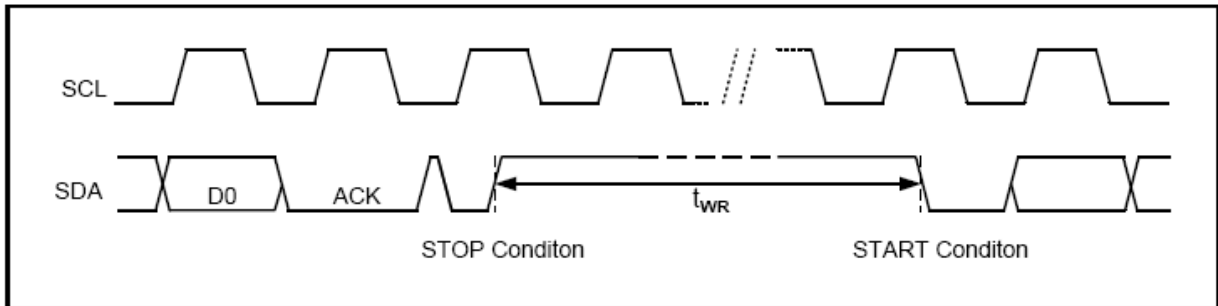 SCL
SDA
D0
ACK
tWR
STOP Conditon
START Conditon